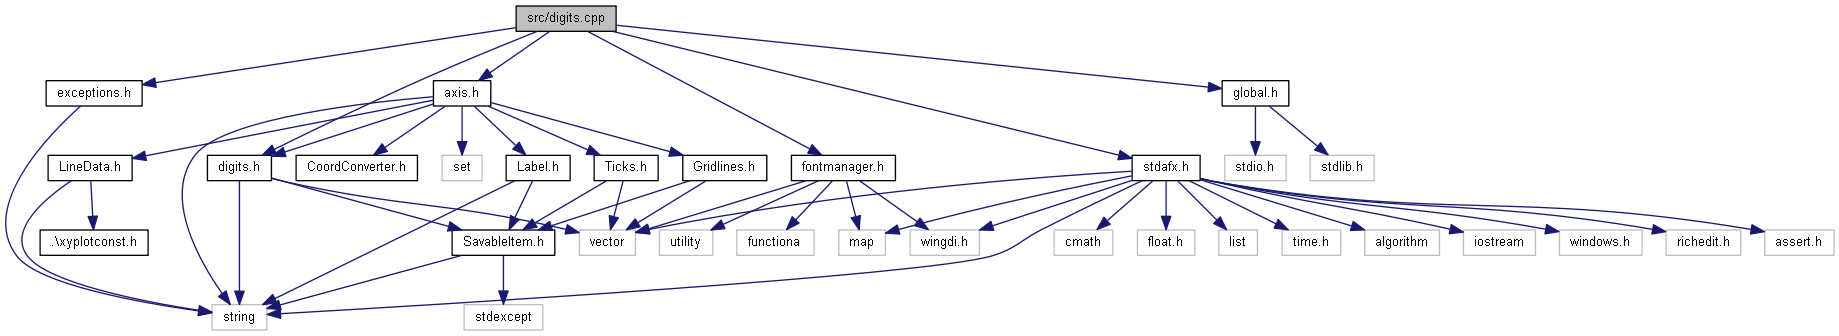 src/digits.cpp
exceptions.h
axis.h
global.h
LineData.h
digits.h
CoordConverter.h
set
Label.h
Ticks.h
Gridlines.h
fontmanager.h
stdafx.h
stdio.h
stdlib.h
.\xyplotconst.h
SavableItem.h
vector
utility
functiona
map
wingdi.h
cmath
float.h
list
time.h
algorithm
iostream
windows.h
richedit.h
assert.h
string
stdexcept